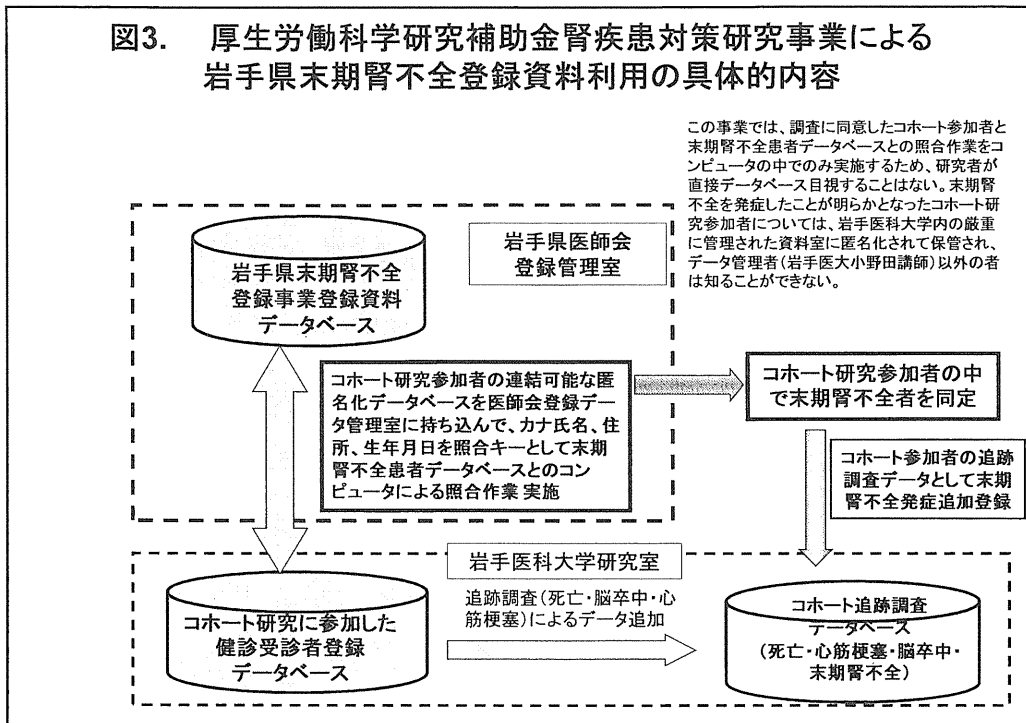 図3. 厚生労働科学研究補助金腎疾患対策研究事業による
岩手県末期腎不全登録資料利用の具体的内容
この事業では、調査に同意したコホート参加者と
末期腎不全患者データベースとの照合作業をコ
ンピュータの中でのみ実施するため、研究者が
直接データベース目視することはない。末期腎
不全を発症したことが明らかとなったコホート研
究参加者については、岩手医科大学内の厳重
に管理された資料室に匿名化されて保管され、
データ管理者(岩手医大小野田講師)以外の者
は知ることができない。
岩手県医師会
登録管理室
岩手県末期腎不全
登録事業登録資料
データベース
コホート研究参加者の連結可能な匿
名化データベースを医師会登録デー
タ管理室に持ち込んで、カナ氏名、住
所、生年月日を照合キーとして末期
腎不全患者データベースとのコン
ピュータによる照合作業 実施
コホート研究参加者の中
で末期腎不全者を同定
コホート参加者の追跡
調査データとして末期
腎不全発症追加登録
岩手医科大学研究室
コホート研究に参加した
健診受診者登録
データベース
追跡調査(死亡・脳卒中・心
筋梗塞)によるデータ追加
コホート追跡調査
データベース
(死亡・心筋梗塞・脳卒中・
末期腎不全)